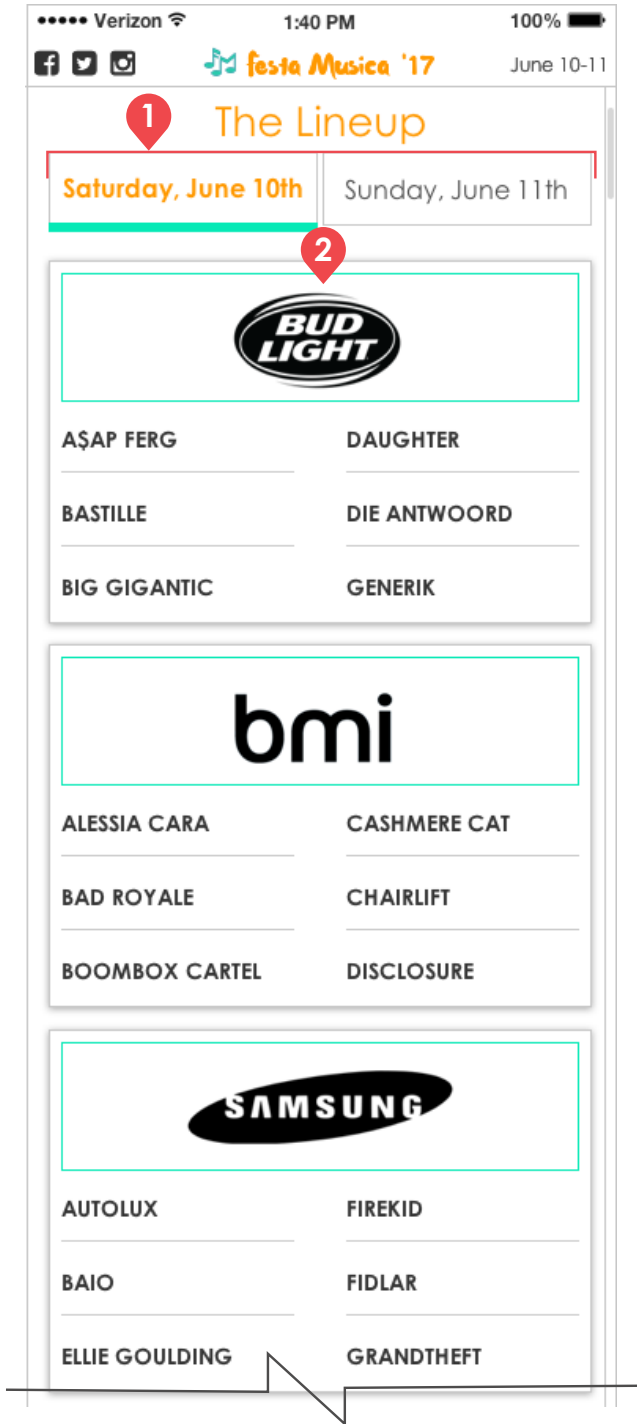 Verizon 1:40 PM 100%
festa Musica '17 June 10-11
1
The Lineup
Saturday, June 10th Sunday, June 11th
2
BUD
LIGHT
A$AP FERG DAUGHTER
BASTILLE DIE ANTWOORD
BIG GIGANTIC GENERIK
bmi
ALESSIA CARA CASHMERE CAT
BAD ROYALE CHAIRLIFT
BOOMBOX CARTEL DISCLOSURE
SAMSUNG
AUTOLUX FIREKID
BAIO FIDLAR
ELLIE GOULDING GRANDTHEFT